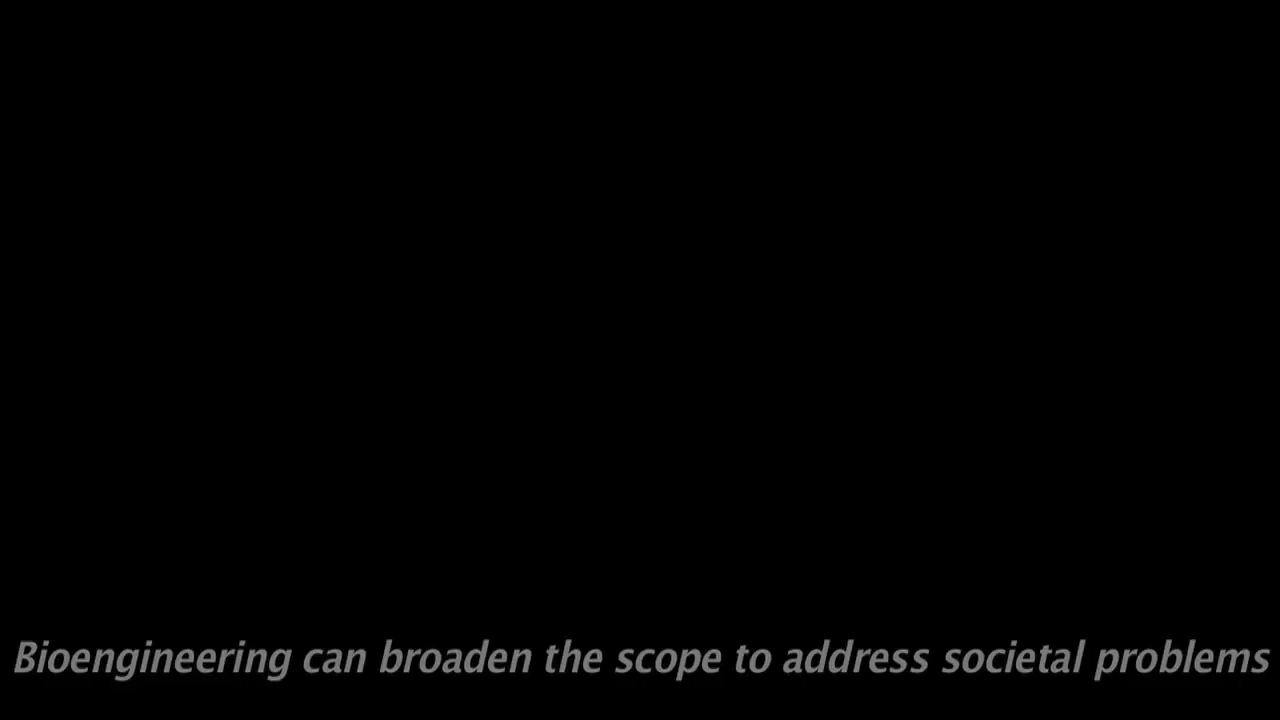 Bioengineering can broaden the scope to address societal problems